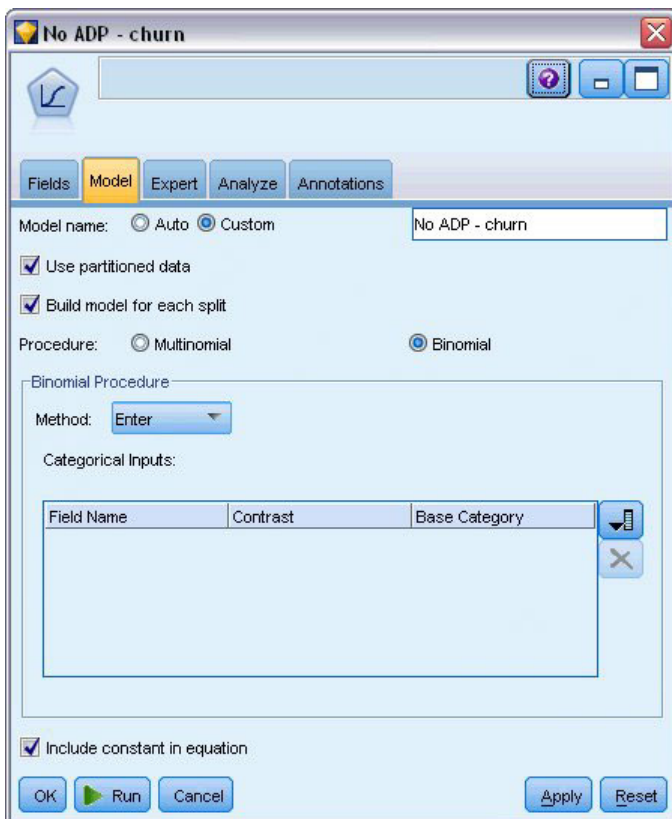 No ADP - churn
Fields Model Expert Analyze Annotations
Model name: Auto Custom No ADP - churn
Use partitioned data
Build model for each split
Procedure: Multinomial Binomial
Binomial Procedure
Method: Enter
Categorical Inputs:
Field Name Contrast Base Category
Include constant in equation
OK Run Cancel Apply Reset